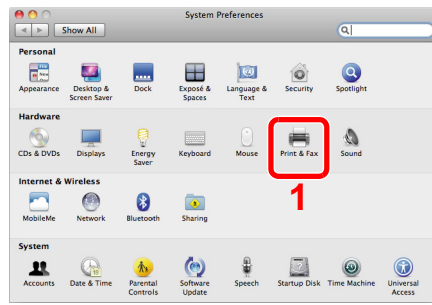 System Preferences
Show All
Personal
Appearance Desktop & Screen Saver Dock Exposé & Spaces Language & Text Security Spotlight
Hardware
CDs & DVDs Displays Energy Saver Keyboard Mouse Print & Fax Sound
1
Internet & Wireless
MobileMe Network Bluetooth Sharing
System
Accounts Date & Time Parental Controls Software Update Speech Startup Disk Time Machine Universal Access